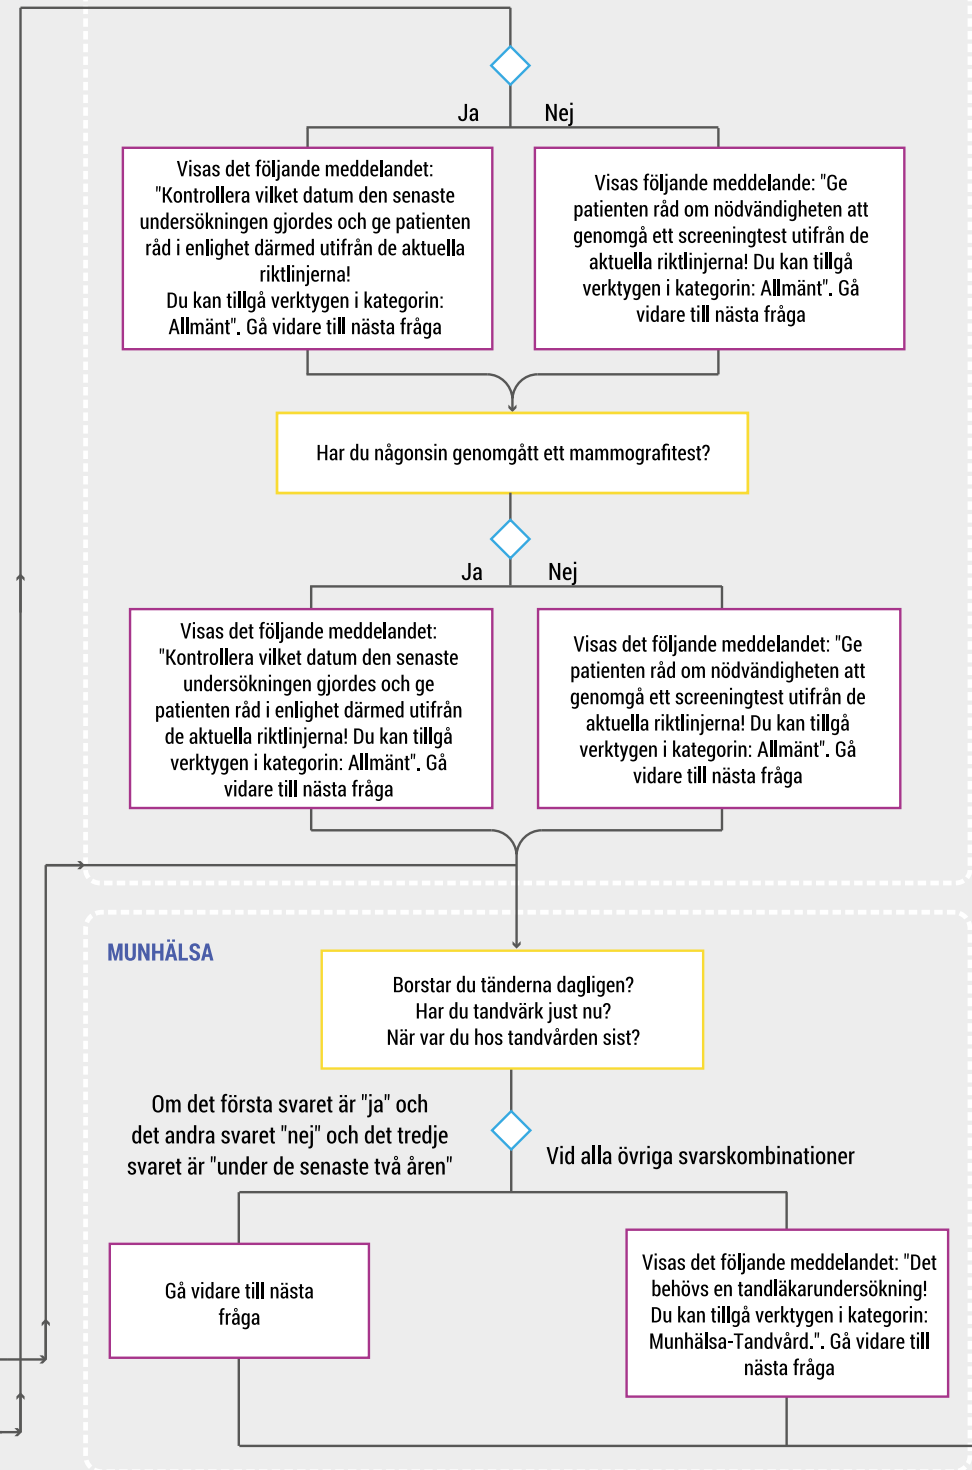 Ja
Nej
Visas det följande meddelandet:
"Kontrollera vilket datum den senaste
undersökningen gjordes och ge patienten
råd i enlighet därmed utifrån de aktuella
riktlinjerna!
Du kan tillgå verktygen i kategorin:
Allmänt". Gå vidare till nästa fråga
Visas följande meddelande: "Ge
patienten råd om nödvändigheten att
genomgå ett screeningtest utifrån de
aktuella riktlinjerna! Du kan tillgå
verktygen i kategorin: Allmänt". Gå
vidare till nästa fråga
Har du någonsin genomgått ett mammografitest?
Ja
Nej
Visas det följande meddelandet:
"Kontrollera vilket datum den senaste
undersökningen gjordes och ge
patienten råd i enlighet därmed utifrån
de aktuella riktlinjerna! Du kan tillgå
verktygen i kategorin: Allmänt". Gå
vidare till nästa fråga
Visas det följande meddelandet: "Ge
patienten råd om nödvändigheten att
genomgå ett screeningtest utifrån de
aktuella riktlinjerna! Du kan tillgå
verktygen i kategorin: Allmänt". Gå
vidare till nästa fråga
MUNHÄLSA
Borstar du tänderna dagligen?
Har du tandvärk just nu?
När var du hos tandvården sist?
Om det första svaret är "ja" och
det andra svaret "nej" och det tredje
svaret är "under de senaste två åren"
Vid alla övriga svarskombinationer
Gå vidare till nästa
fråga
Visas det följande meddelandet: "Det
behövs en tandläkarundersökning!
Du kan tillgå verktygen i kategorin:
Munhälsa-Tandvård.". Gå vidare till
nästa fråga